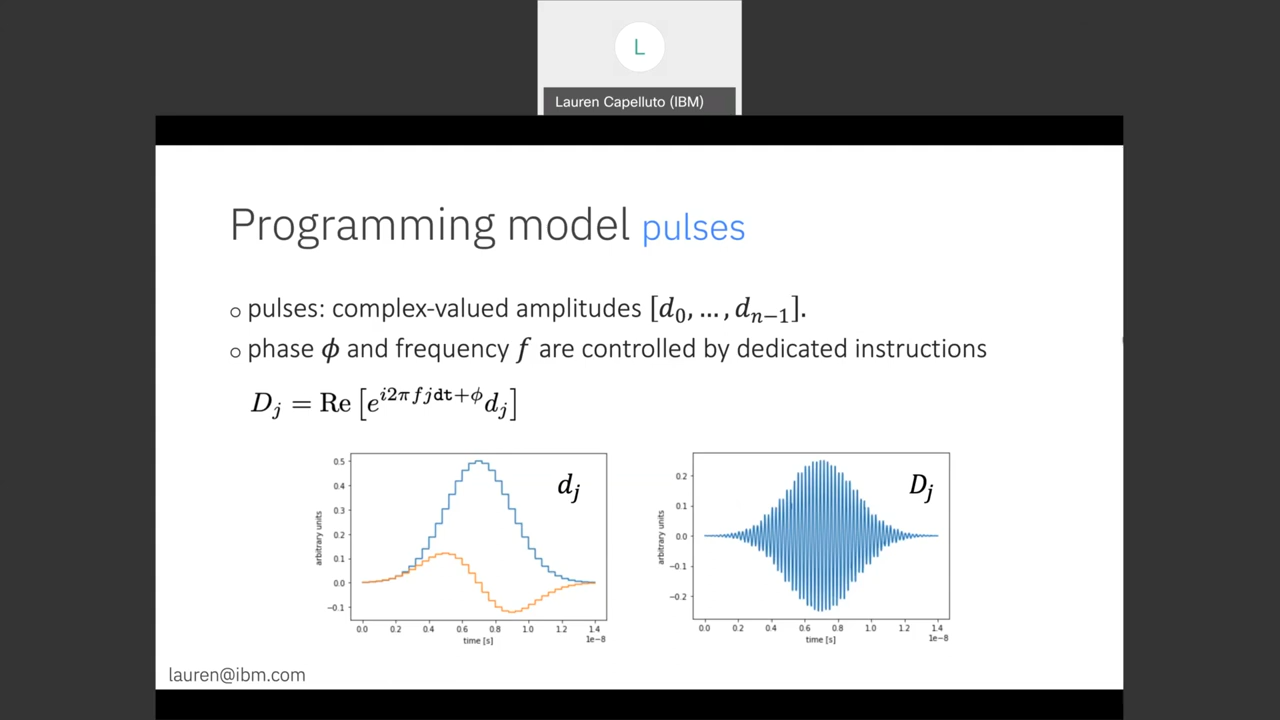 L
Lauren Capelluto (IBM)
Programming model pulses
○ pulses: complex-valued amplitudes [d₀, …, dₙ₋₁].
○ phase ϕ and frequency f are controlled by dedicated instructions
Dⱼ = Re [e^{i2πfjdt+ϕ}dⱼ]
dⱼ
0.5
0.4
0.3
0.2
0.1
0.0
−0.1
arbitrary units
0.0 0.2 0.4 0.6 0.8 1.0 1.2 1.4
1e−8
time [s]
Dⱼ
0.2
0.1
0.0
−0.1
−0.2
arbitrary units
0.0 0.2 0.4 0.6 0.8 1.0 1.2 1.4
1e−8
time [s]
lauren@ibm.com